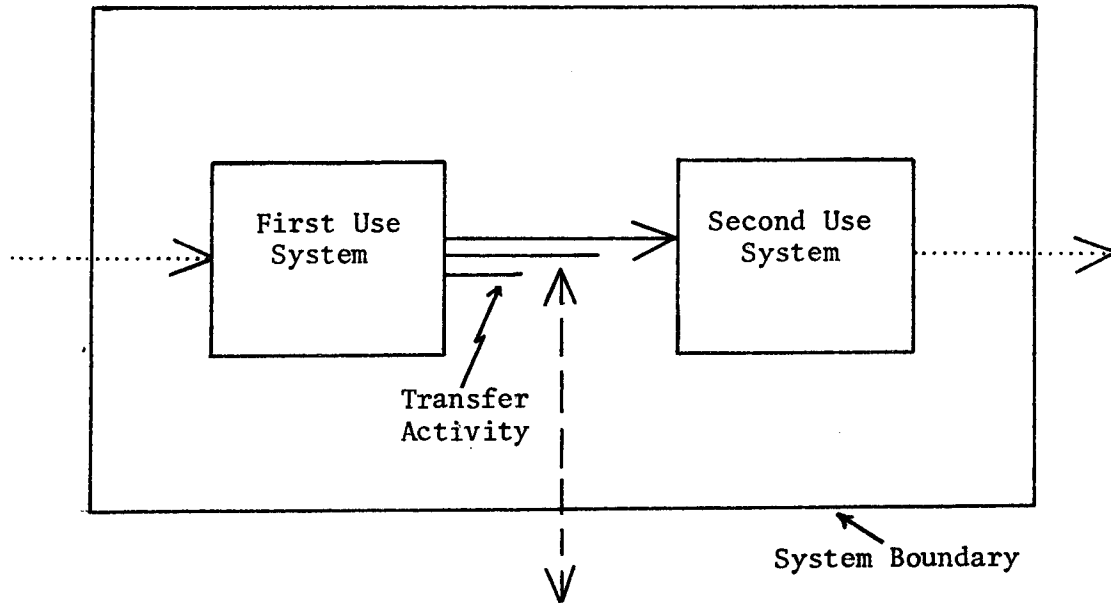 First Use
System
Second Use
System
Transfer
Activity
System Boundary